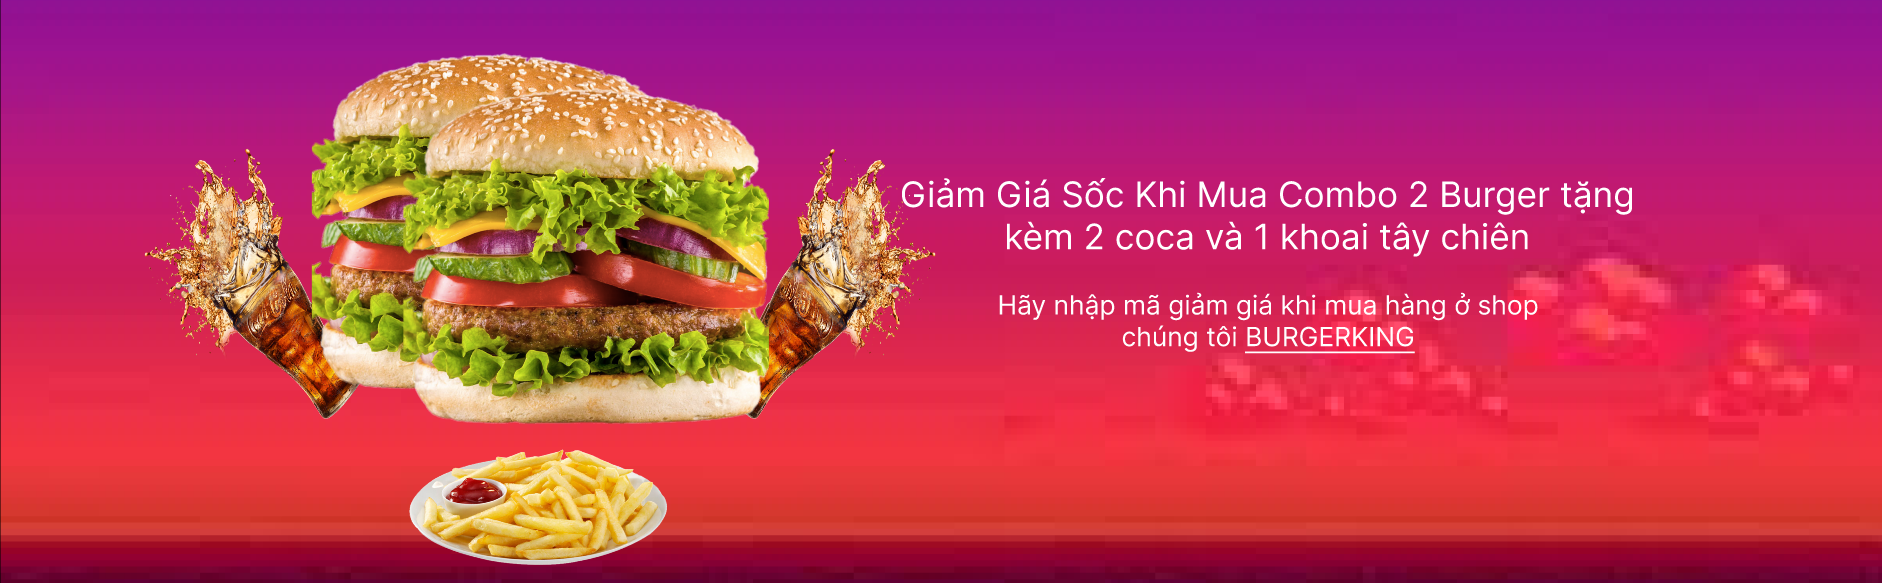 Giảm Giá Sốc Khi Mua Combo 2 Burger tặng
kèm 2 coca và 1 khoai tây chiên
Hãy nhập mã giảm giá khi mua hàng ở shop
chúng tôi BURGERKING